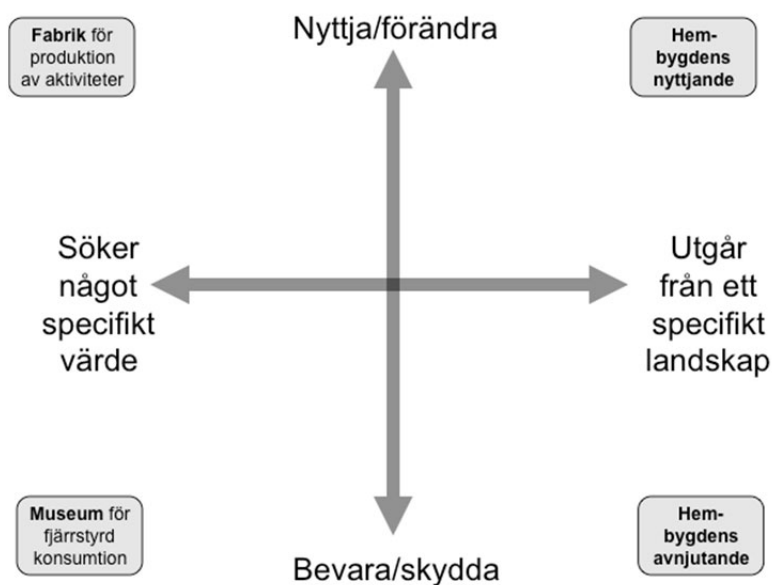 Nyttja/förändra
Fabrik för
produktion
av aktiviteter
Hem-
bygdens
nyttjande
Söker
något
specifikt
värde
Utgår
från ett
specifikt
landskap
Museum för
fjärrstyrd
konsumtion
Hem-
bygdens
avnjutande
Bevara/skydda